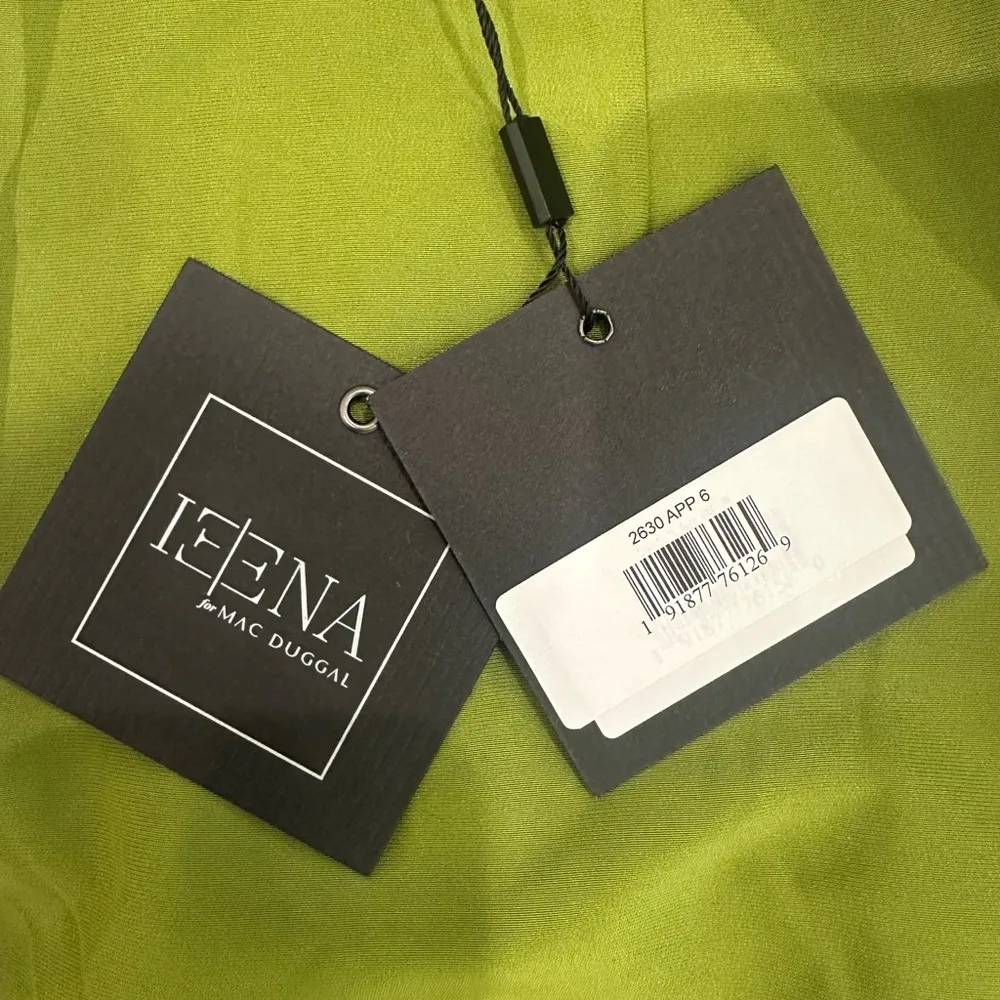 IEENA
for MAC DUGGAL
2630 APP 6
1 91877 76126 9